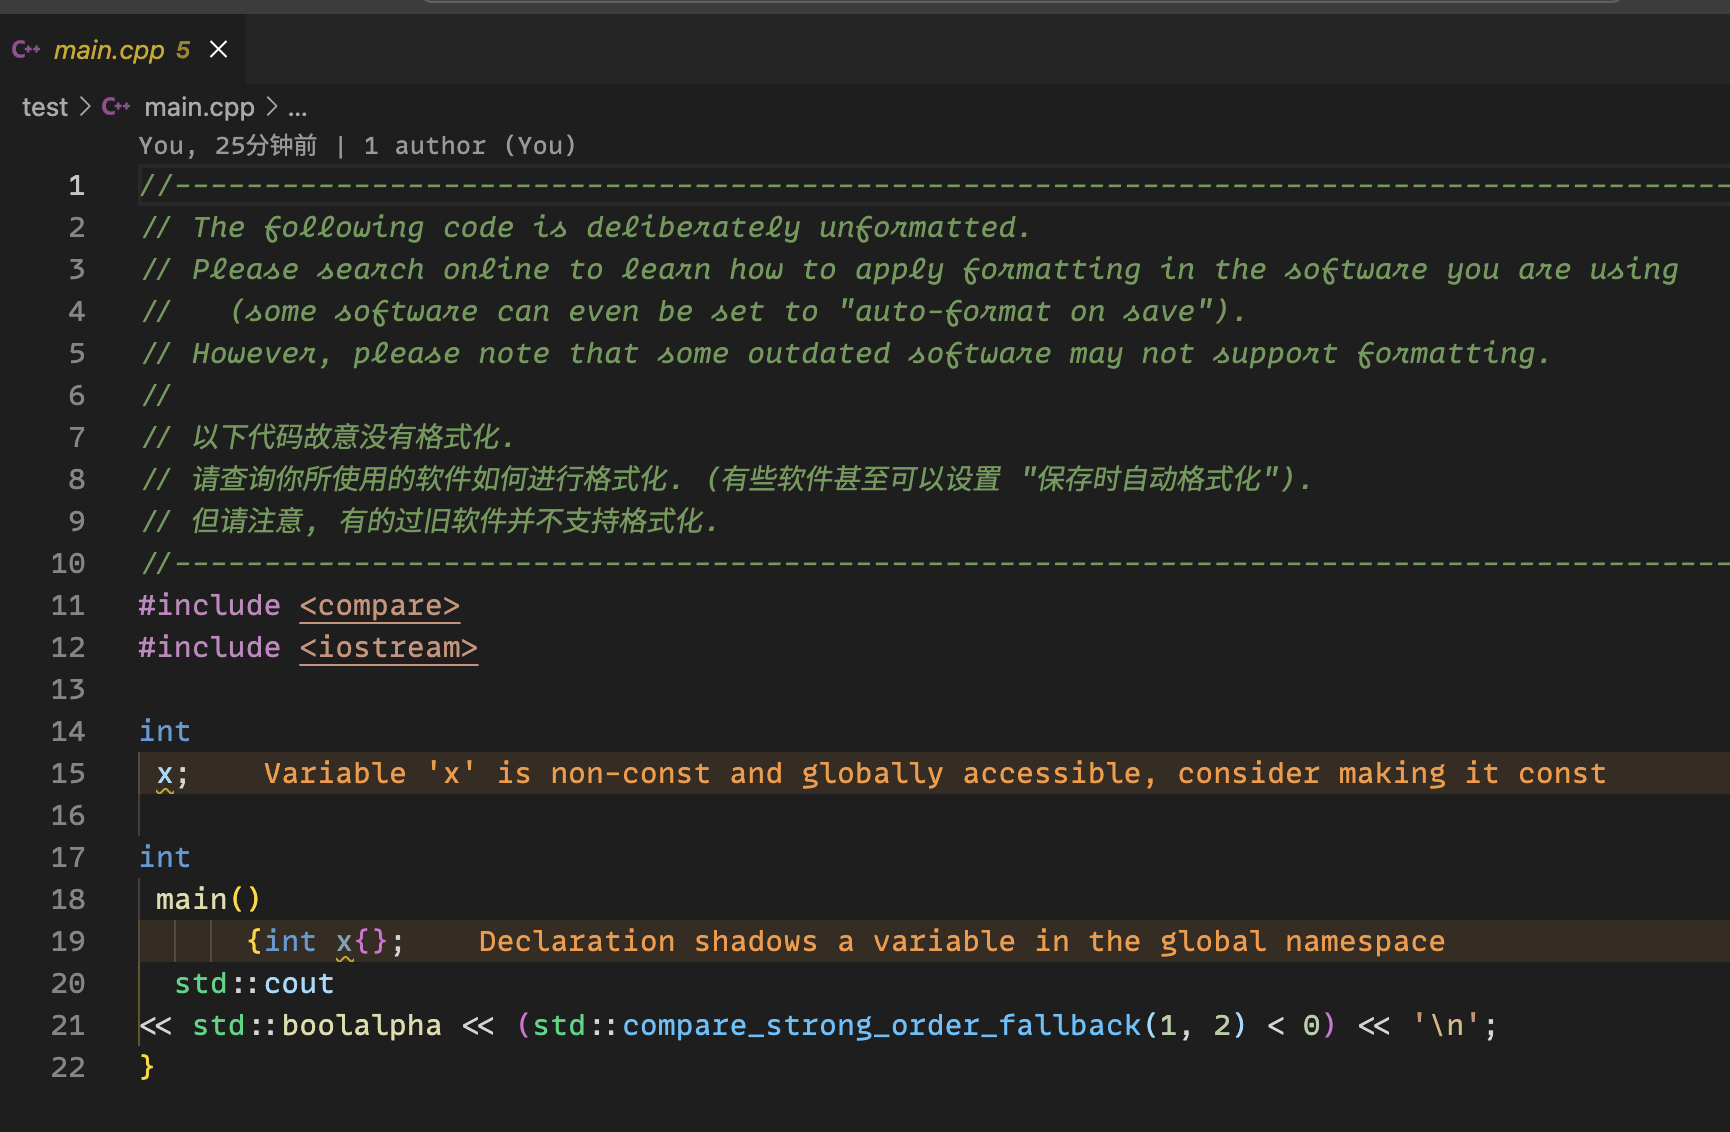 C++ main.cpp 5
test > C++ main.cpp > ...
You, 25分钟前 | 1 author (You)
1 //----------------------------------------------------------------------------------------
2 // The following code is deliberately unformatted.
3 // Please search online to learn how to apply formatting in the software you are using
4 //   (some software can even be set to "auto-format on save").
5 // However, please note that some outdated software may not support formatting.
6 //
7 // 以下代码故意没有格式化.
8 // 请查询你所使用的软件如何进行格式化. (有些软件甚至可以设置 "保存时自动格式化").
9 // 但请注意, 有的过旧软件并不支持格式化.
10 //----------------------------------------------------------------------------------------
11 #include <compare>
12 #include <iostream>
13
14 int
15  x;    Variable 'x' is non-const and globally accessible, consider making it const
16
17 int
18  main()
19       {int x{};    Declaration shadows a variable in the global namespace
20   std::cout
21 << std::boolalpha << (std::compare_strong_order_fallback(1, 2) < 0) << '\n';
22 }